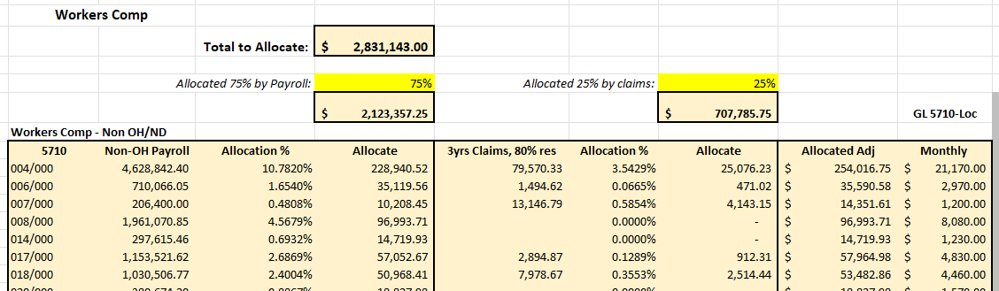 Workers Comp
Total to Allocate: $ 2,831,143.00
Allocated 75% by Payroll: 75% Allocated 25% by claims: 25%
$ 2,123,357.25 $ 707,785.75 GL 5710-Loc
Workers Comp - Non OH/ND
5710 Non-OH Payroll Allocation % Allocate 3yrs Claims, 80% res Allocation % Allocate Allocated Adj Monthly
004/000 4,628,842.40 10.7820% 228,940.52 79,570.33 3.5429% 25,076.23 $ 254,016.75 $ 21,170.00
006/000 710,066.05 1.6540% 35,119.56 1,494.62 0.0665% 471.02 $ 35,590.58 $ 2,970.00
007/000 206,400.00 0.4808% 10,208.45 13,146.79 0.5854% 4,143.15 $ 14,351.61 $ 1,200.00
008/000 1,961,070.85 4.5679% 96,993.71 0.0000% - $ 96,993.71 $ 8,080.00
014/000 297,615.46 0.6932% 14,719.93 0.0000% - $ 14,719.93 $ 1,230.00
017/000 1,153,521.62 2.6869% 57,052.67 2,894.87 0.1289% 912.31 $ 57,964.98 $ 4,830.00
018/000 1,030,506.77 2.4004% 50,968.41 7,978.67 0.3553% 2,514.44 $ 53,482.86 $ 4,460.00